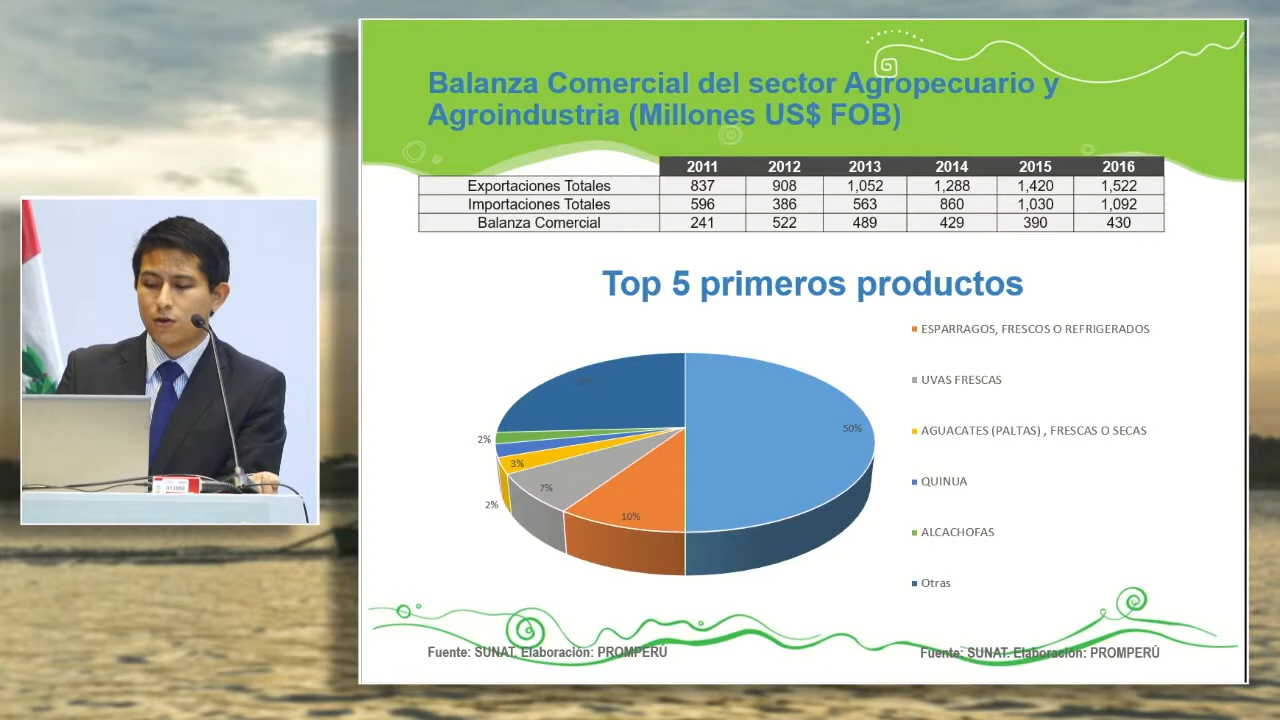 Balanza Comercial del sector Agropecuario y
Agroindustria (Millones US$ FOB)
2011 2012 2013 2014 2015 2016
Exportaciones Totales 837 908 1,052 1,288 1,420 1,522
Importaciones Totales 596 386 563 860 1,030 1,092
Balanza Comercial 241 522 489 429 390 430
Top 5 primeros productos
ESPARRAGOS, FRESCOS O REFRIGERADOS
UVAS FRESCAS
AGUACATES (PALTAS) , FRESCAS O SECAS
QUINUA
ALCACHOFAS
Otras
50%
2%
3%
7%
2%
10%
Fuente: SUNAT. Elaboración: PROMPERÚ
Fuente: SUNAT. Elaboración: PROMPERÚ